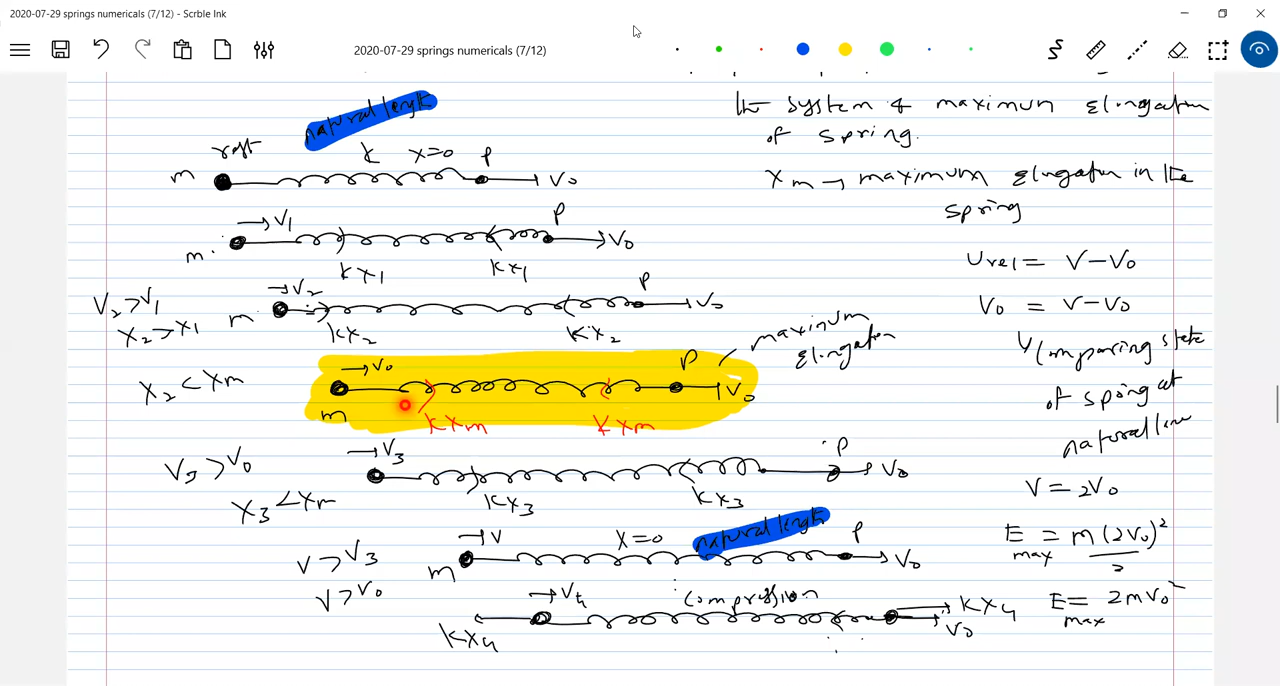 2020-07-29 springs numericals (7/12) - Scrble Ink
2020-07-29 springs numericals (7/12)
the system & maximum elongation
of spring.
xm → maximum elongation in the
spring
Urel = V-V0
V0 = V-V0
comparing state
of spring at
natural len
V = 2V0
E max = m(2V0)²/2
E max = 2mV0²
natural length
rest
m K x=0 P V0
V1 P
m. Kx1 Kx1 V0
V2 > V1 V2 P
x2 > x1 m Kx2 Kx2 V0
maximum
elongation
x2 < xm V0 P
m Kxm Kxm V0
V3 > V0 V3 P
x3 < xm Kx3 Kx3 V0
V > V3 V x=0 natural length P
V > V0 m V0
V4 compression
Kx4 Kx4
V0